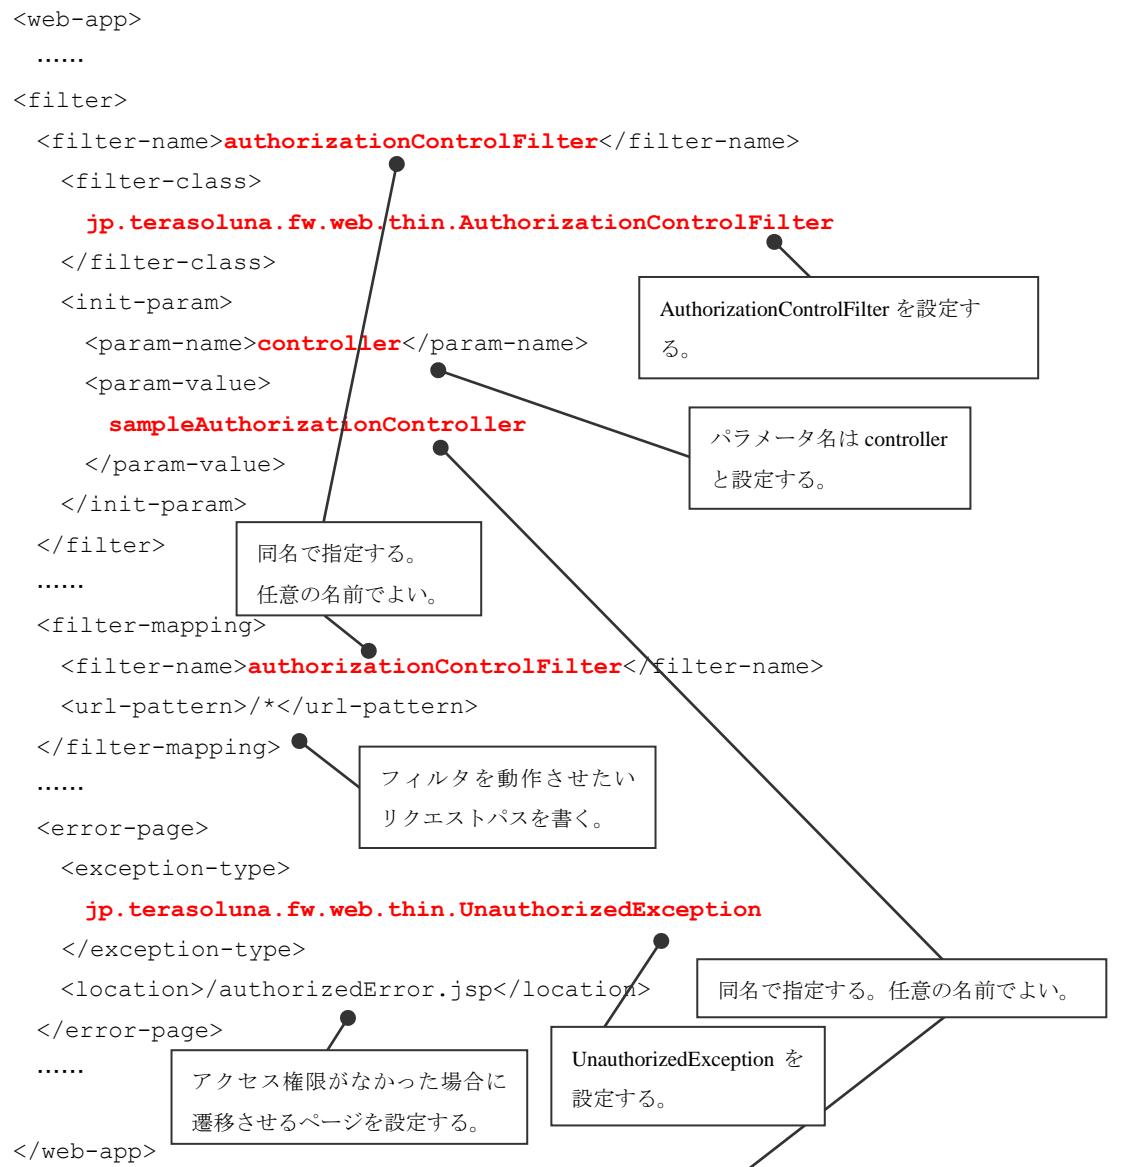 <web-app>
……
<filter>
<filter-name>authorizationControlFilter</filter-name>
<filter-class>
jp.terasoluna.fw.web.thin.AuthorizationControlFilter
</filter-class>
<init-param>
AuthorizationControlFilter を設定す
る。
<param-name>controller</param-name>
<param-value>
sampleAuthorizationController
パラメータ名は controller
と設定する。
</param-value>
</init-param>
</filter>
同名で指定する。
任意の名前でよい。
……
<filter-mapping>
<filter-name>authorizationControlFilter</filter-name>
<url-pattern>/*</url-pattern>
</filter-mapping>
フィルタを動作させたい
リクエストパスを書く。
……
<error-page>
<exception-type>
jp.terasoluna.fw.web.thin.UnauthorizedException
</exception-type>
<location>/authorizedError.jsp</location>
同名で指定する。任意の名前でよい。
</error-page>
UnauthorizedException を
設定する。
……
アクセス権限がなかった場合に
遷移させるページを設定する。
</web-app>